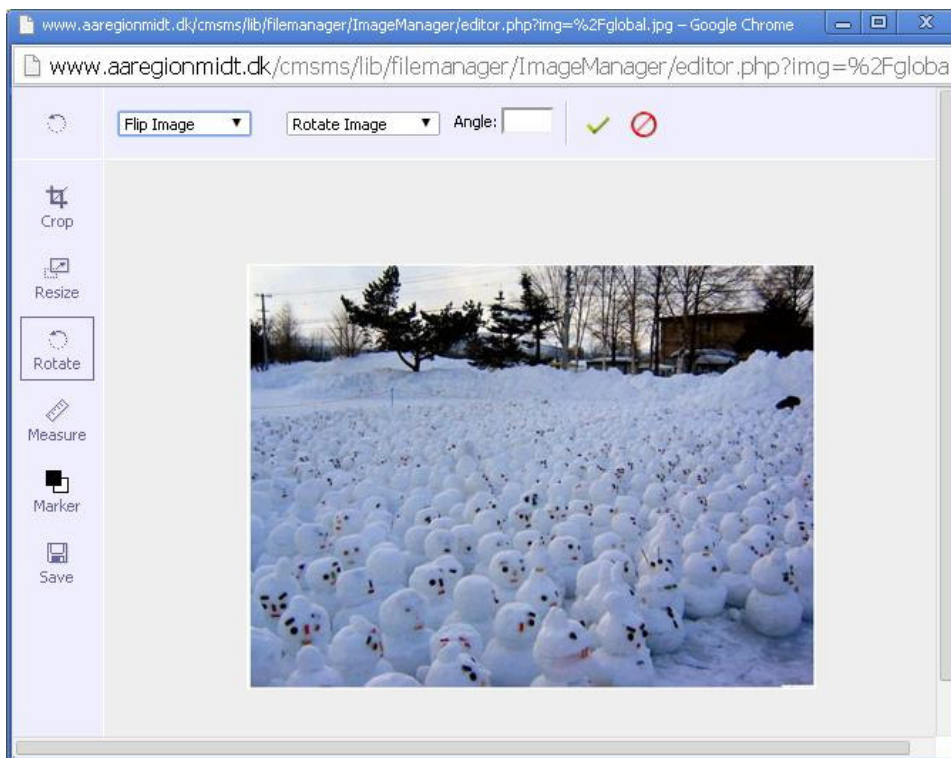 www.aaregionmidt.dk/cmsms/lib/filemanager/ImageManager/editor.php?img=%2Fglobal.jpg – Google Chrome
www.aaregionmidt.dk/cmsms/lib/filemanager/ImageManager/editor.php?img=%2Fgloba
Flip Image Rotate Image Angle:
Crop
Resize
Rotate
Measure
Marker
Save